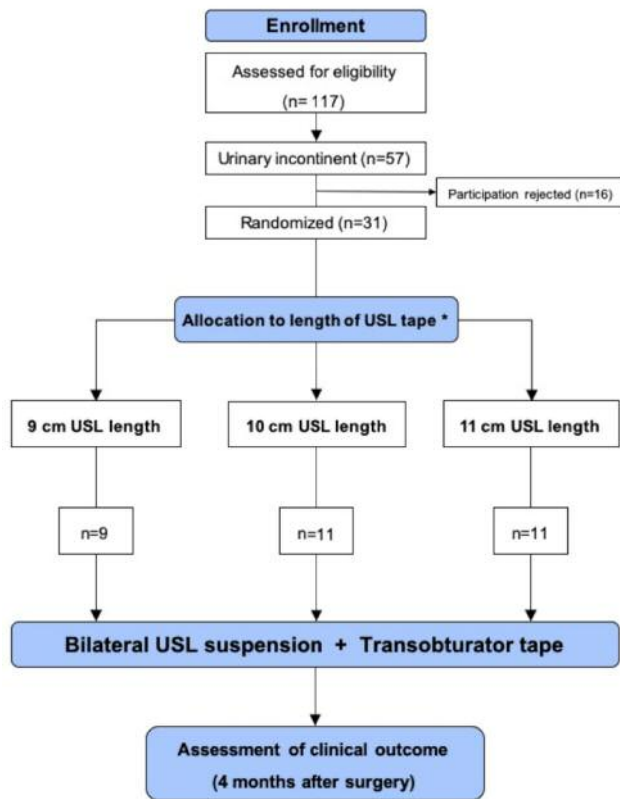 Enrollment
Assessed for eligibility
(n= 117)
Urinary incontinent (n=57)
Participation rejected (n=16)
Randomized (n=31)
Allocation to length of USL tape *
9 cm USL length
10 cm USL length
11 cm USL length
n=9
n=11
n=11
Bilateral USL suspension + Transobturator tape
Assessment of clinical outcome
(4 months after surgery)